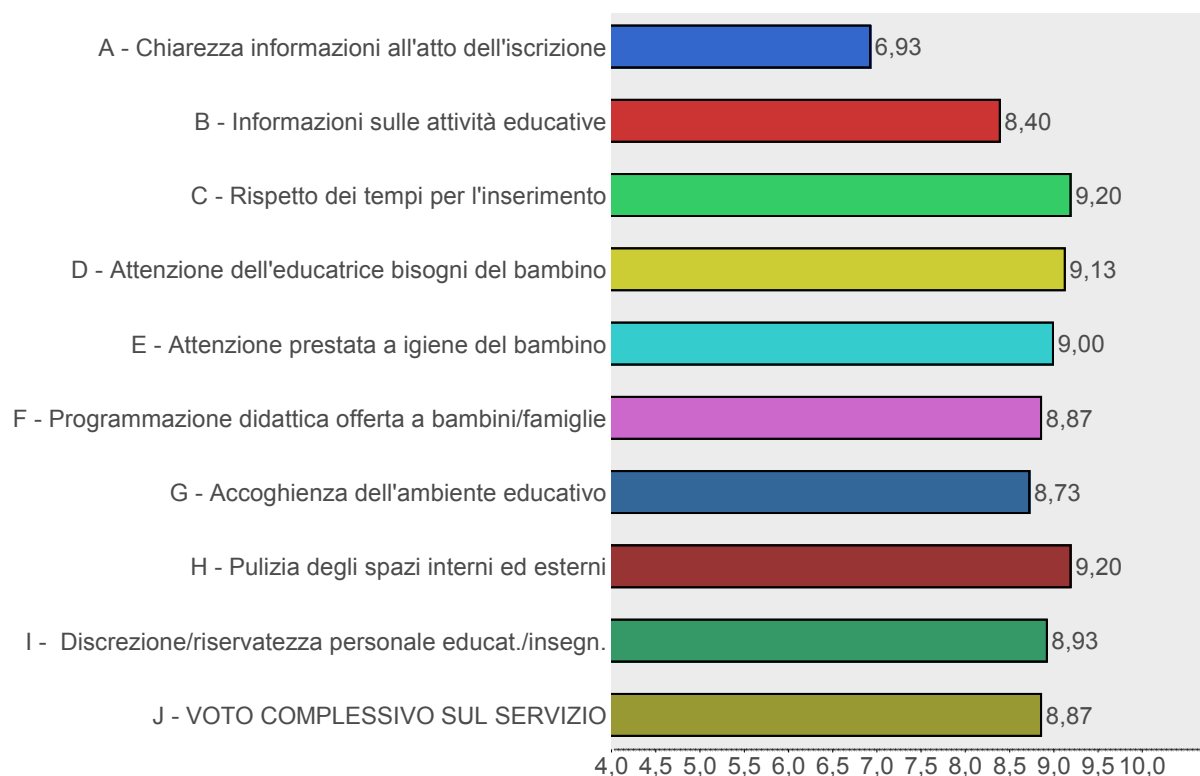 A - Chiarezza informazioni all'atto dell'iscrizione 6,93
B - Informazioni sulle attività educative 8,40
C - Rispetto dei tempi per l'inserimento 9,20
D - Attenzione dell'educatrice bisogni del bambino 9,13
E - Attenzione prestata a igiene del bambino 9,00
F - Programmazione didattica offerta a bambini/famiglie 8,87
G - Accoghienza dell'ambiente educativo 8,73
H - Pulizia degli spazi interni ed esterni 9,20
I - Discrezione/riservatezza personale educat./insegn. 8,93
J - VOTO COMPLESSIVO SUL SERVIZIO 8,87
4,0 4,5 5,0 5,5 6,0 6,5 7,0 7,5 8,0 8,5 9,0 9,5 10,0